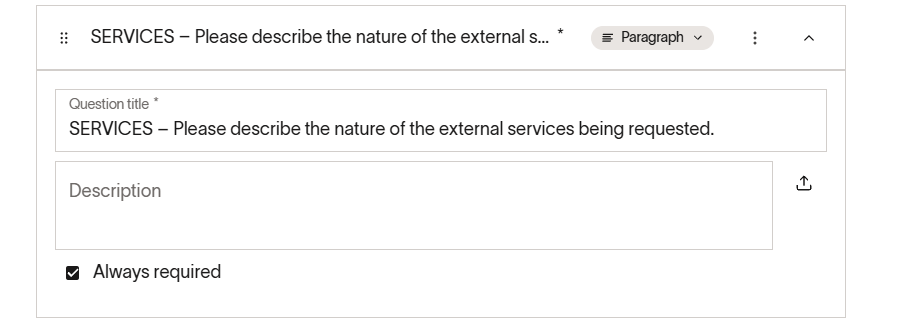 SERVICES – Please describe the nature of the external s... *
Paragraph
Question title *
SERVICES – Please describe the nature of the external services being requested.
Description
Always required